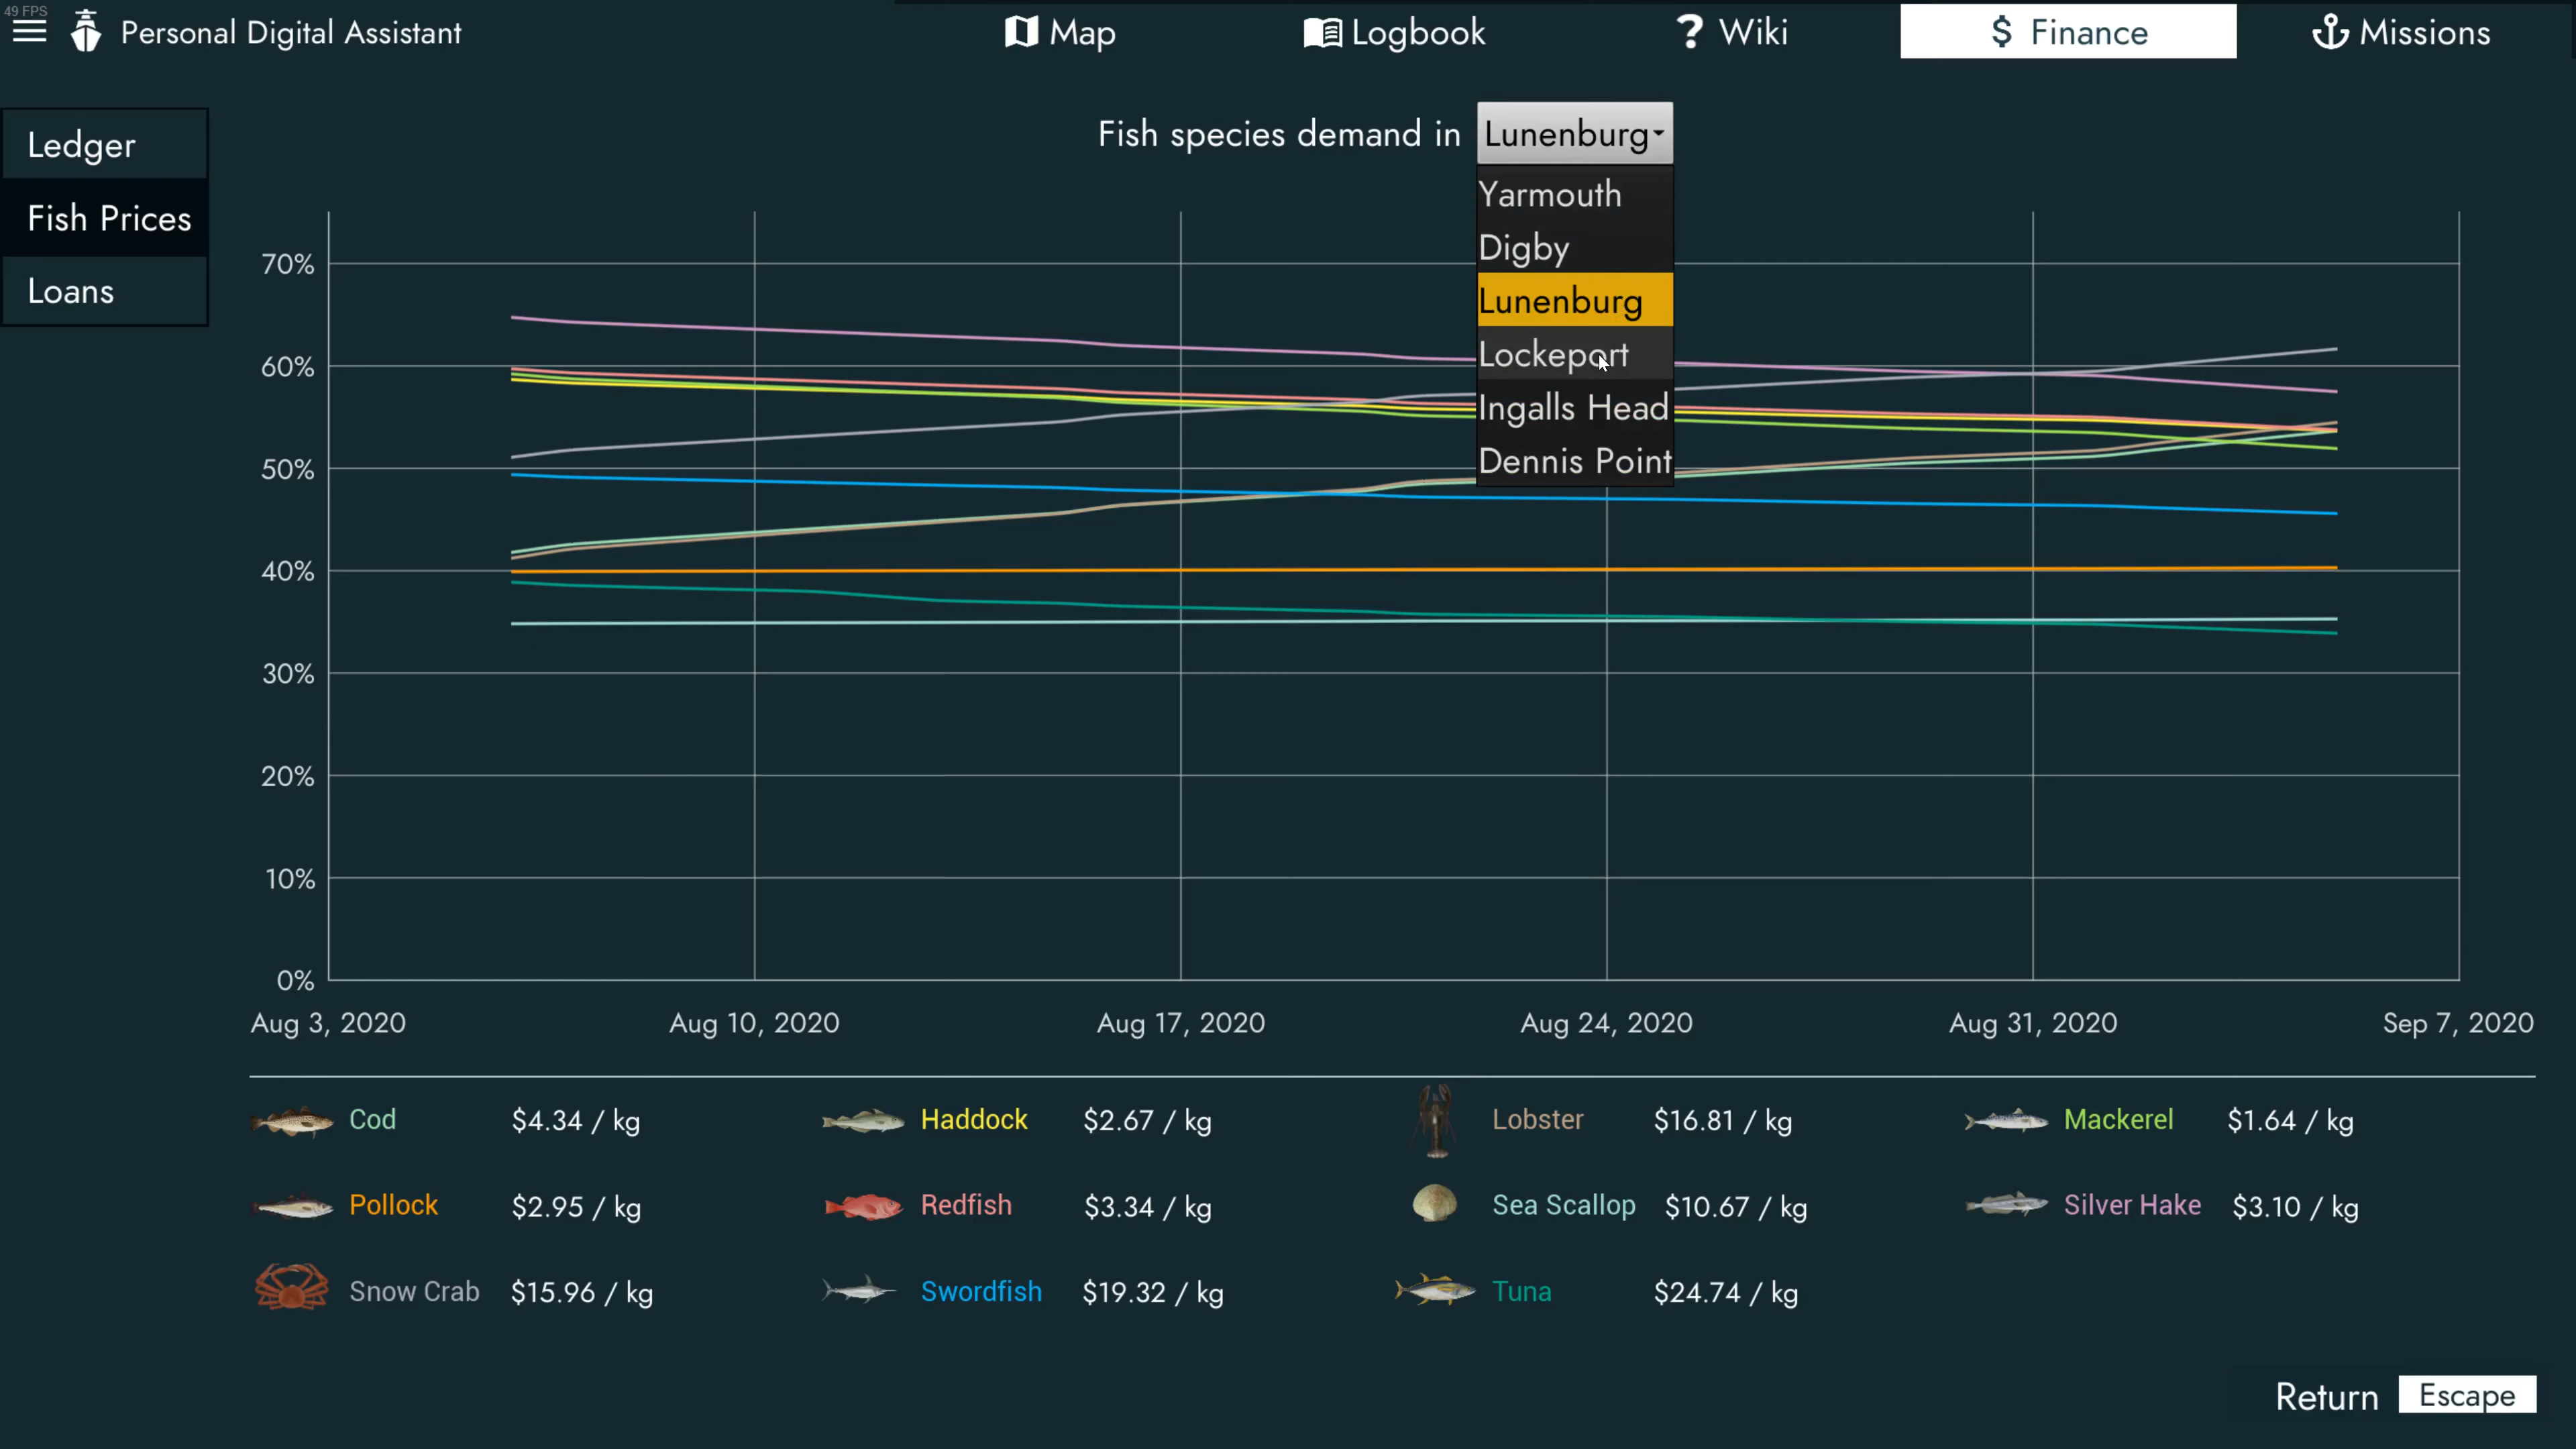 49 FPS
Personal Digital Assistant
Map
Logbook
? Wiki
$ Finance
Missions
Ledger
Fish Prices
Loans
Fish species demand in Lunenburg
Yarmouth
Digby
Lunenburg
Lockeport
Ingalls Head
Dennis Point
70%
60%
50%
40%
30%
20%
10%
0%
Aug 3, 2020
Aug 10, 2020
Aug 17, 2020
Aug 24, 2020
Aug 31, 2020
Sep 7, 2020
Cod $4.34 / kg
Haddock $2.67 / kg
Lobster $16.81 / kg
Mackerel $1.64 / kg
Pollock $2.95 / kg
Redfish $3.34 / kg
Sea Scallop $10.67 / kg
Silver Hake $3.10 / kg
Snow Crab $15.96 / kg
Swordfish $19.32 / kg
Tuna $24.74 / kg
Return Escape